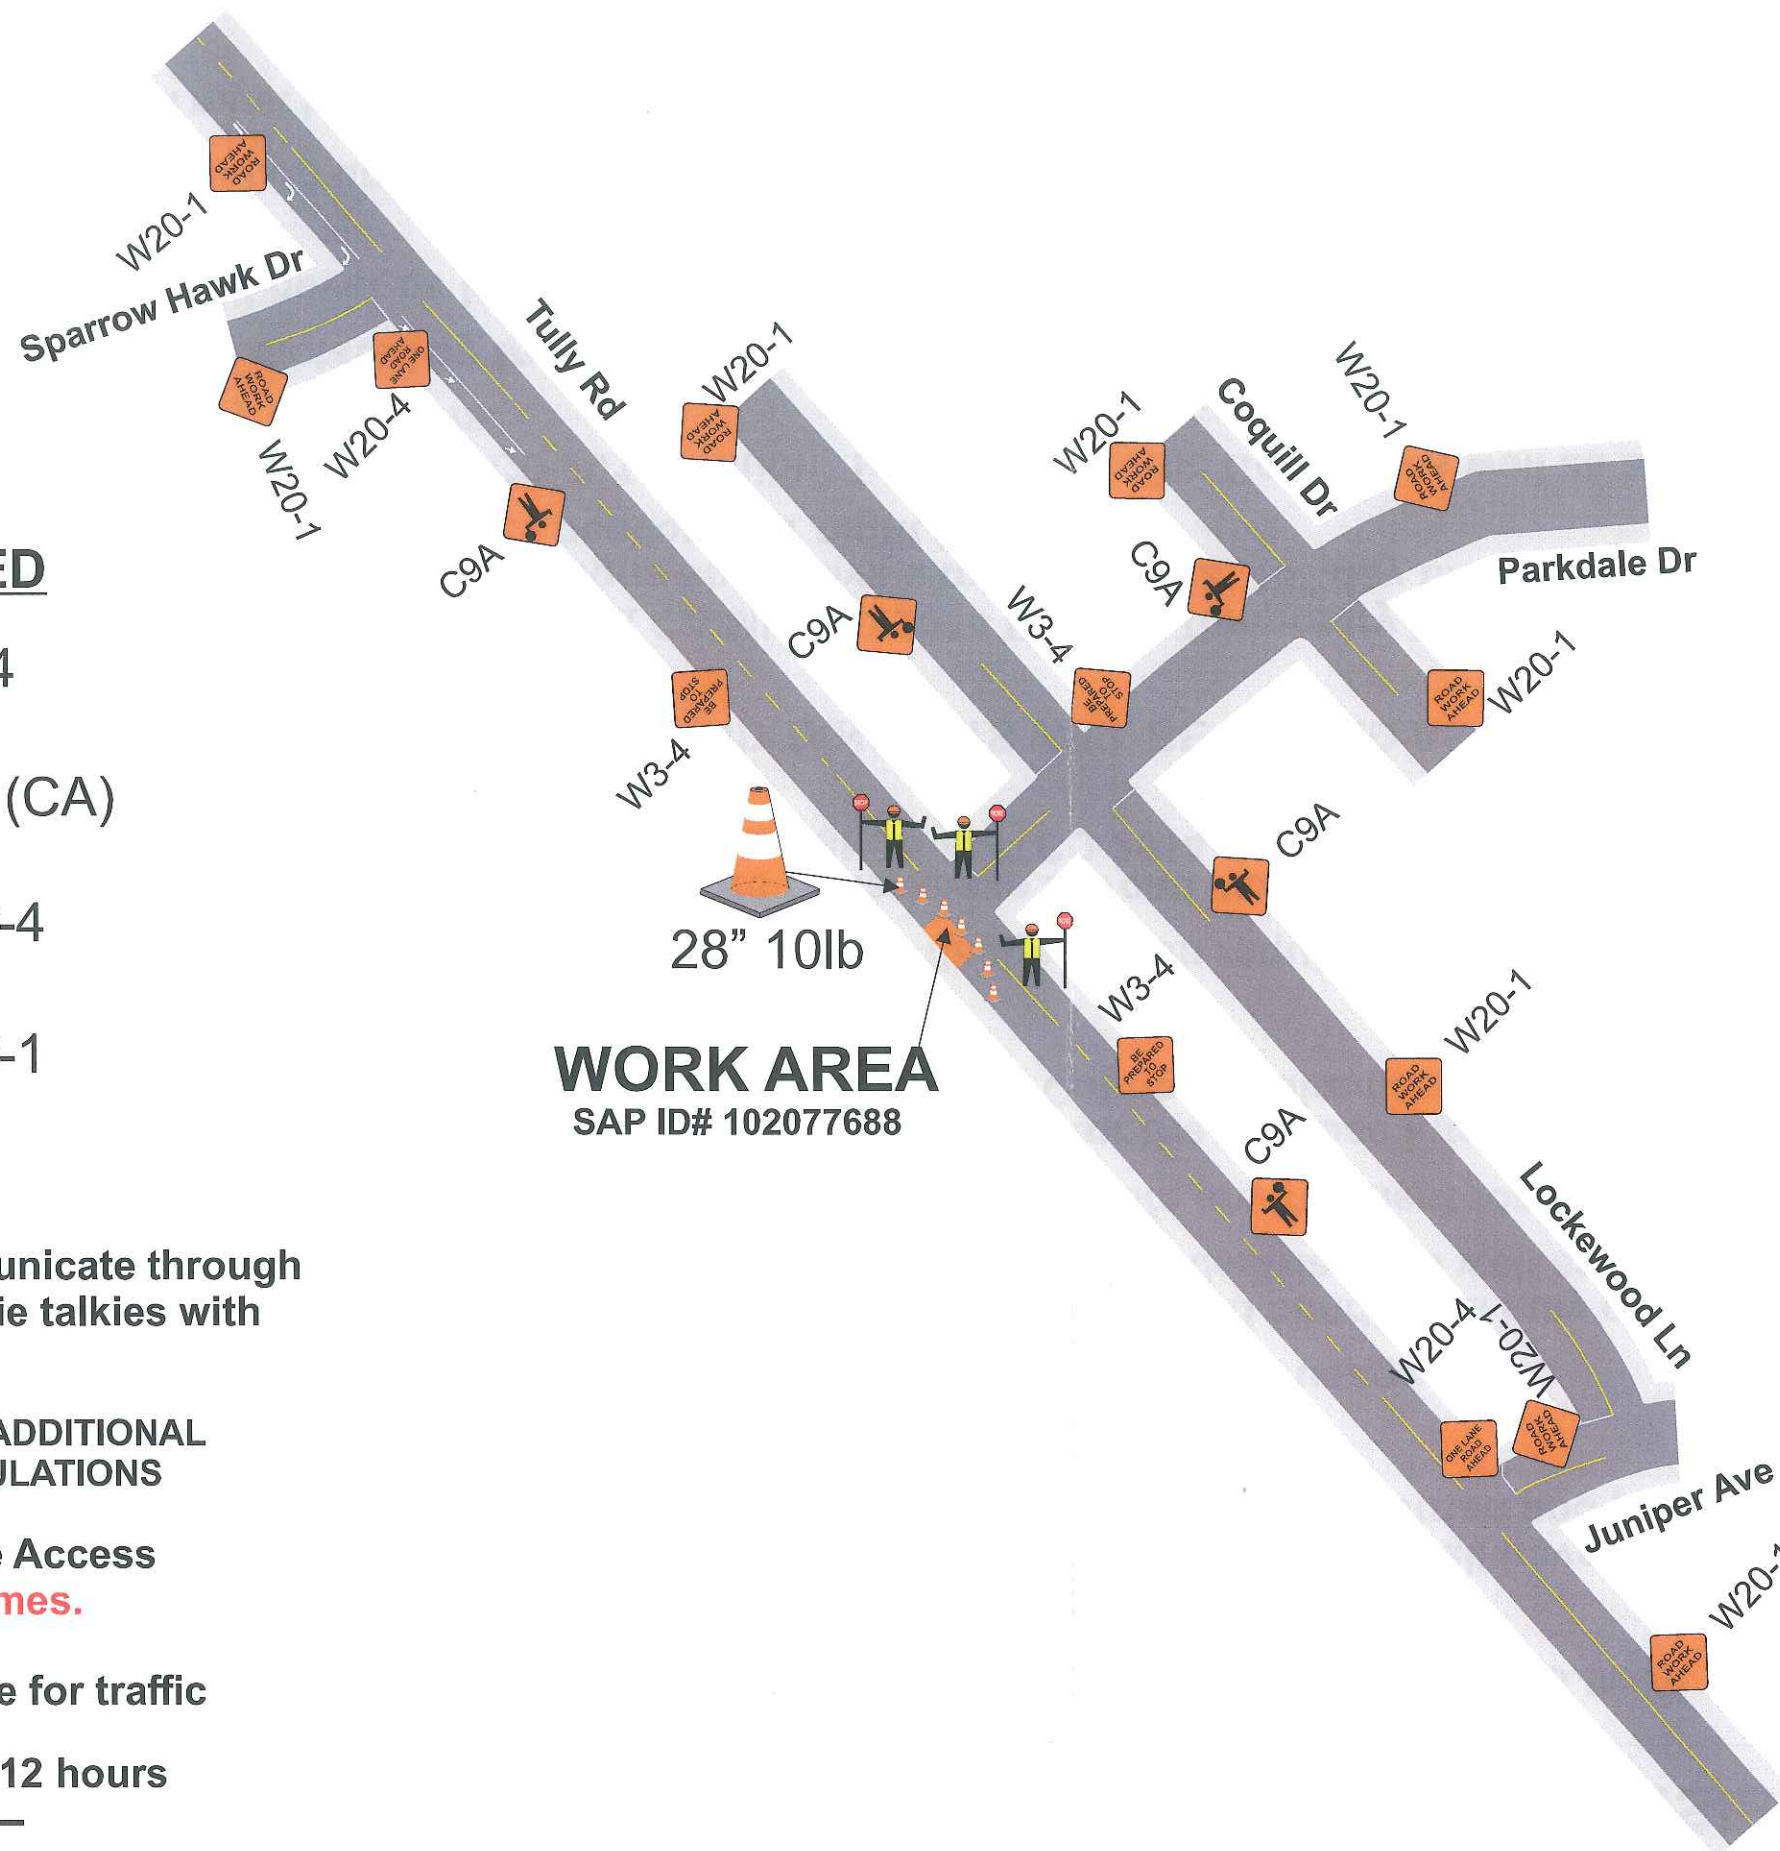 ED
4
(CA)
-4
-1
unicate through
ie talkies with
ADDITIONAL
ULATIONS
e Access
mes.
e for traffic
12 hours
ROAD
WORK
AHEAD
W20-1
Sparrow Hawk Dr
ROAD
WORK
AHEAD
W20-1
ONE LANE
ROAD
AHEAD
W20-4
Tully Rd
C9A
BE
PREPARED
TO
STOP
W3-4
W20-1
ROAD
WORK
AHEAD
C9A
W3-4
BE
PREPARED
TO
STOP
W20-1
ROAD
WORK
AHEAD
Coquill Dr
C9A
W20-1
ROAD
WORK
AHEAD
Parkdale Dr
ROAD
WORK
AHEAD
W20-1
STOP
28” 10lb
WORK AREA
SAP ID# 102077688
C9A
W3-4
BE
PREPARED
TO
STOP
W20-1
ROAD
WORK
AHEAD
C9A
Lockewood Ln
W20-4
ONE LANE
ROAD
AHEAD
W20-1
ROAD
WORK
AHEAD
Juniper Ave
W20-1
ROAD
WORK
AHEAD